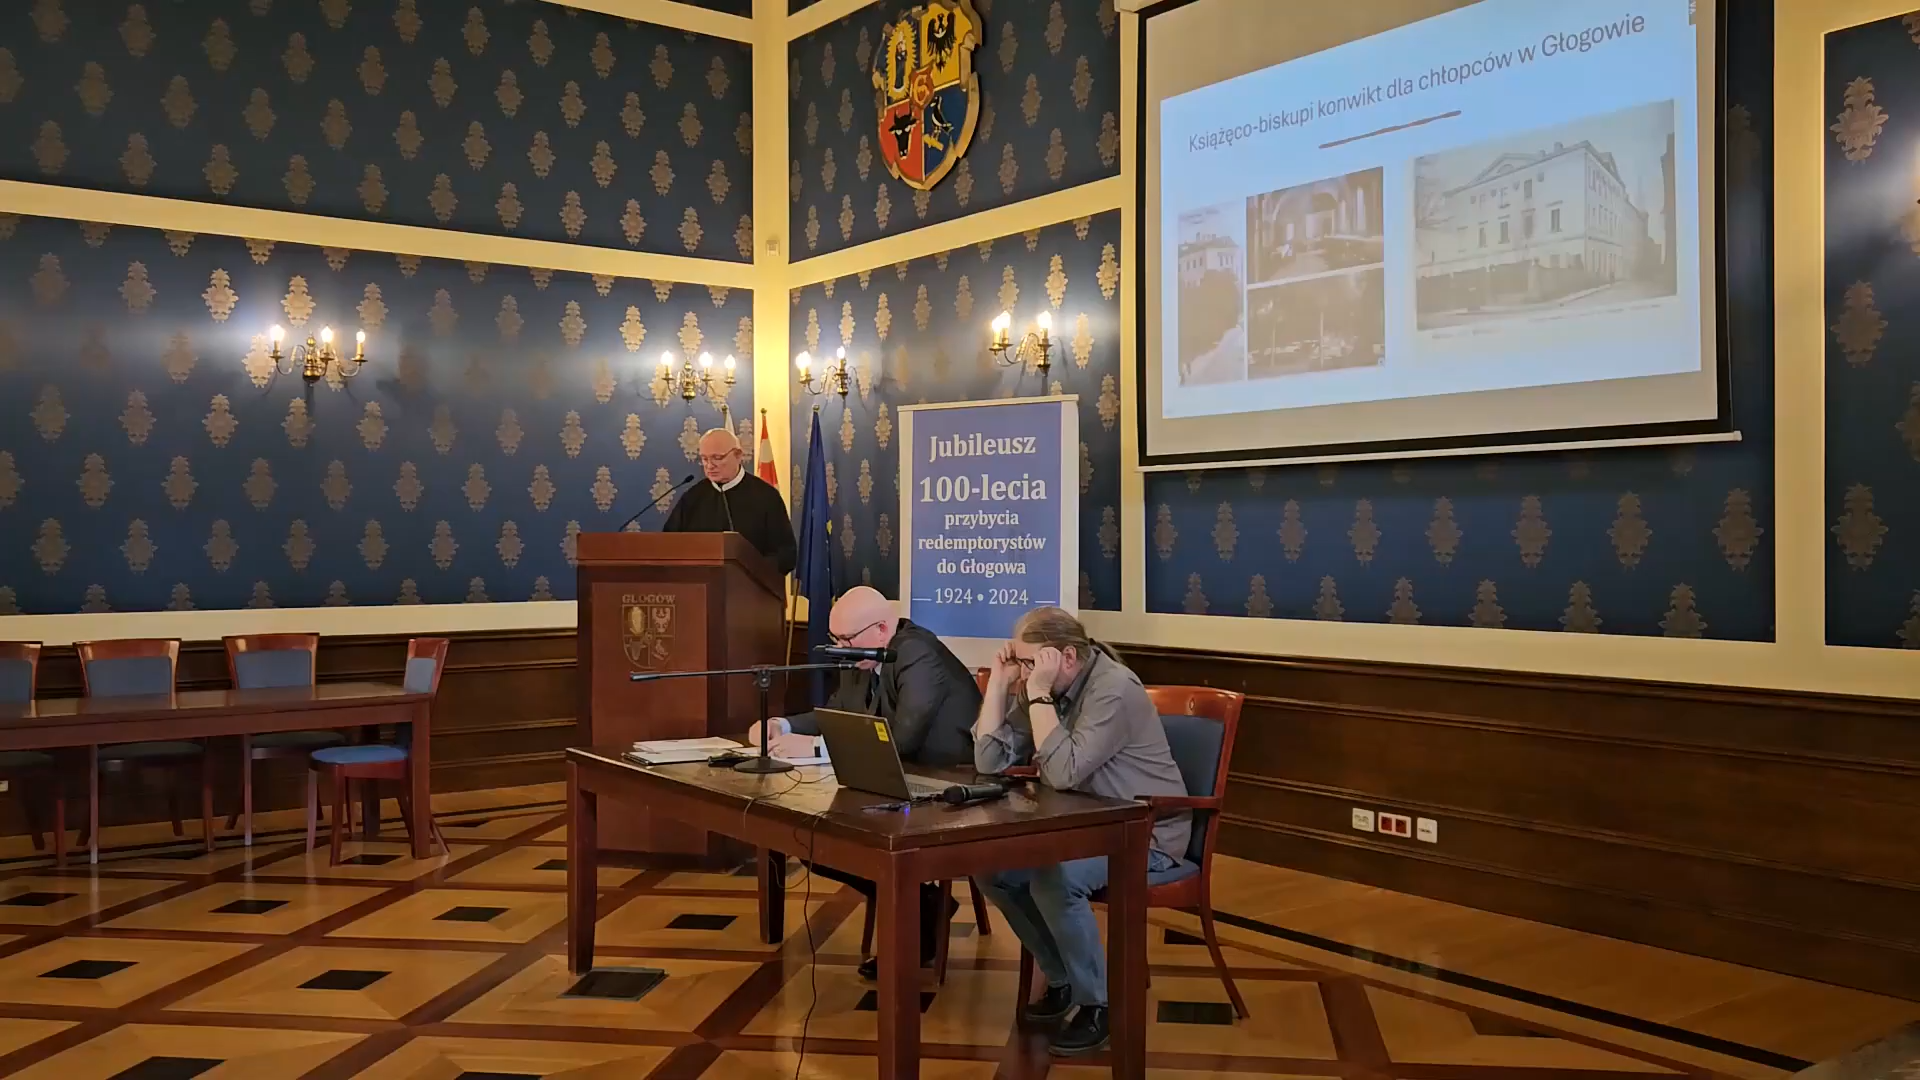 Książęco-biskupi konwikt dla chłopców w Głogowie
Jubileusz
100-lecia
przybycia
redemptorystów
do Głogowa
1924 • 2024
GŁOGÓW